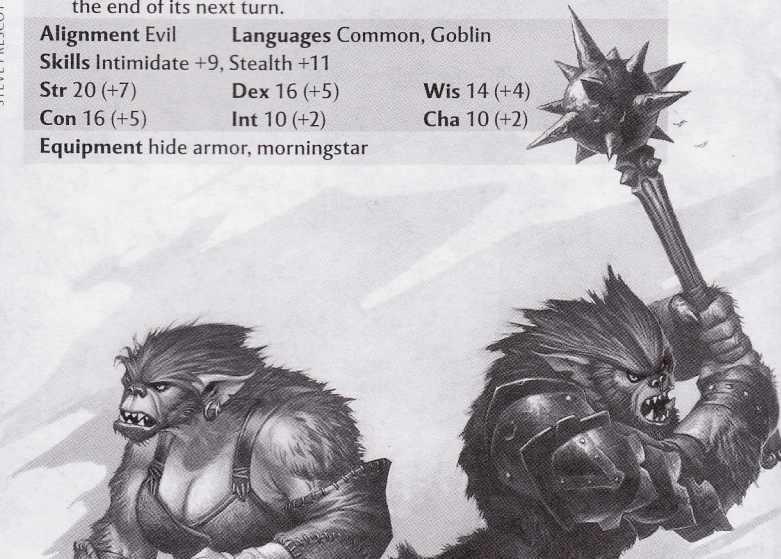 the end of its next turn.
Alignment Evil Languages Common, Goblin
Skills Intimidate +9, Stealth +11
Str 20 (+7) Dex 16 (+5) Wis 14 (+4)
Con 16 (+5) Int 10 (+2) Cha 10 (+2)
Equipment hide armor, morningstar
STEVE PRESCOT